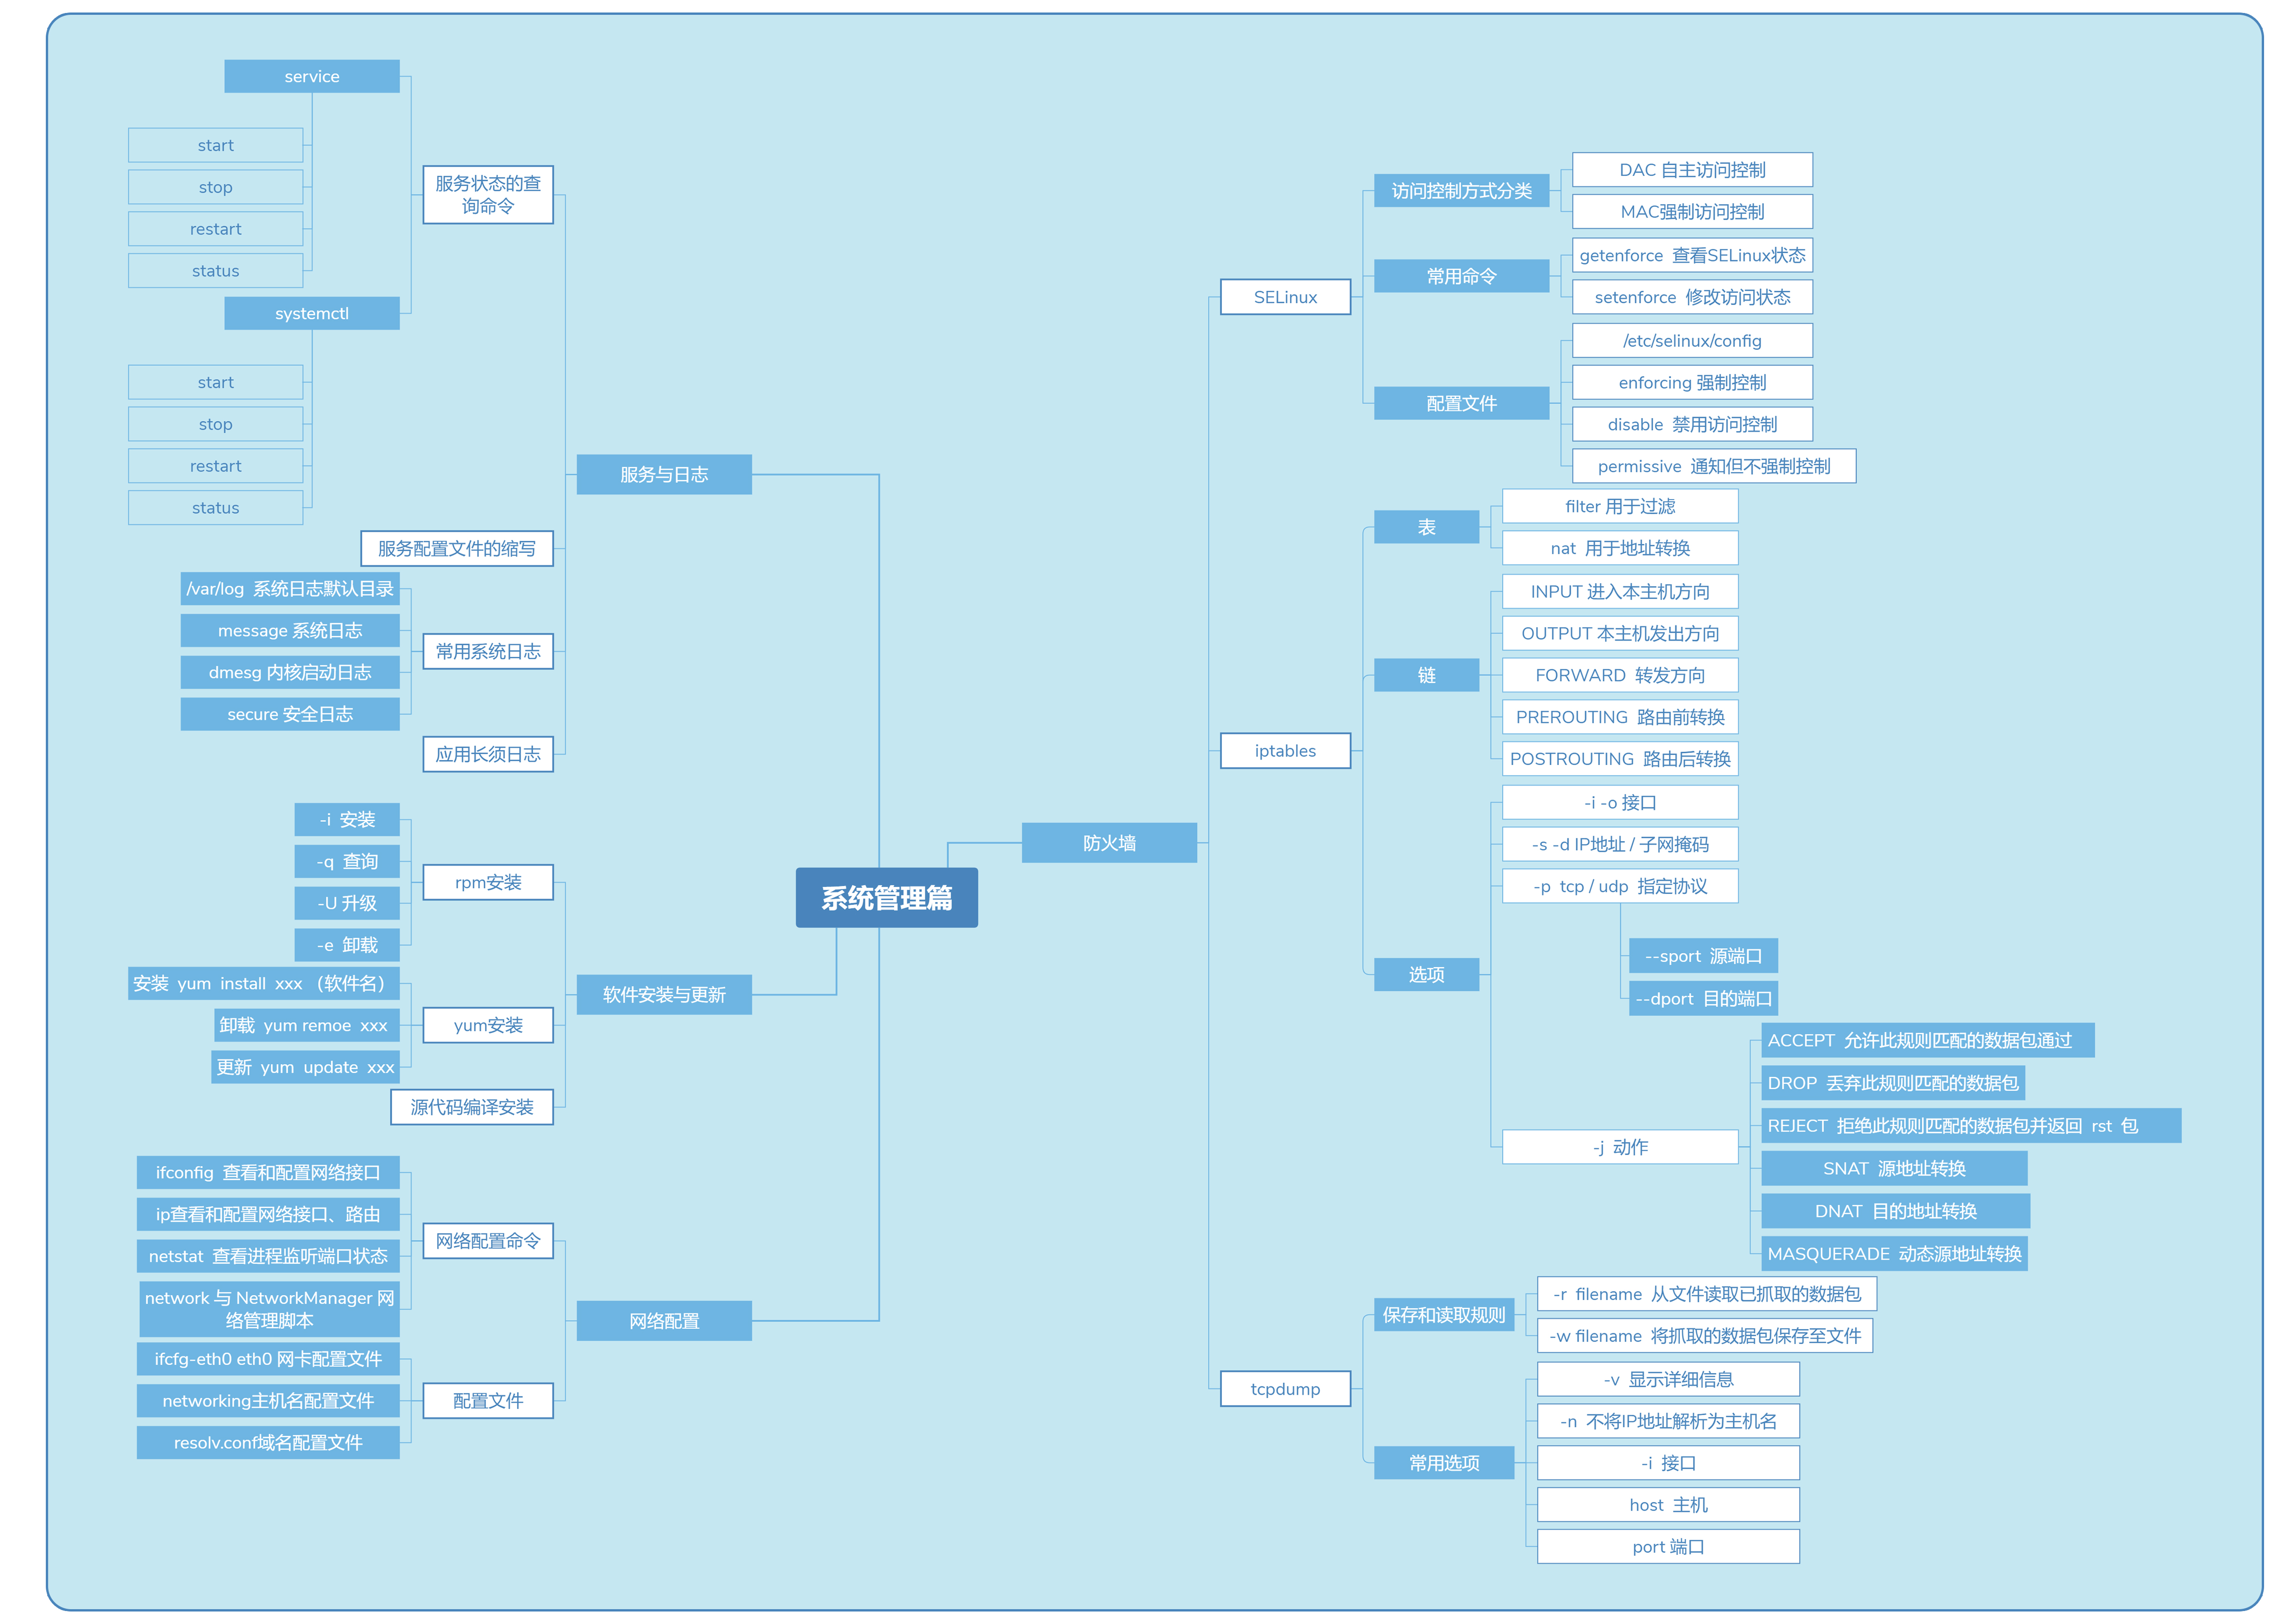 系统管理篇
服务与日志
服务状态的查
询命令
service
start
stop
restart
status
systemctl
start
stop
restart
status
服务配置文件的缩写
常用系统日志
/var/log 系统日志默认目录
message 系统日志
dmesg 内核启动日志
secure 安全日志
应用长须日志
软件安装与更新
rpm安装
-i 安装
-q 查询
-U 升级
-e 卸载
yum安装
安装 yum install xxx （软件名）
卸载 yum remoe xxx
更新 yum update xxx
源代码编译安装
网络配置
网络配置命令
ifconfig 查看和配置网络接口
ip查看和配置网络接口、路由
netstat 查看进程监听端口状态
network 与 NetworkManager 网
络管理脚本
配置文件
ifcfg-eth0 eth0 网卡配置文件
networking主机名配置文件
resolv.conf域名配置文件
防火墙
SELinux
访问控制方式分类
DAC 自主访问控制
MAC强制访问控制
常用命令
getenforce 查看SELinux状态
setenforce 修改访问状态
配置文件
/etc/selinux/config
enforcing 强制控制
disable 禁用访问控制
permissive 通知但不强制控制
iptables
表
filter 用于过滤
nat 用于地址转换
链
INPUT 进入本主机方向
OUTPUT 本主机发出方向
FORWARD 转发方向
PREROUTING 路由前转换
POSTROUTING 路由后转换
选项
-i -o 接口
-s -d IP地址 / 子网掩码
-p tcp / udp 指定协议
--sport 源端口
--dport 目的端口
-j 动作
ACCEPT 允许此规则匹配的数据包通过
DROP 丢弃此规则匹配的数据包
REJECT 拒绝此规则匹配的数据包并返回 rst 包
SNAT 源地址转换
DNAT 目的地址转换
MASQUERADE 动态源地址转换
tcpdump
保存和读取规则
-r filename 从文件读取已抓取的数据包
-w filename 将抓取的数据包保存至文件
常用选项
-v 显示详细信息
-n 不将IP地址解析为主机名
-i 接口
host 主机
port 端口